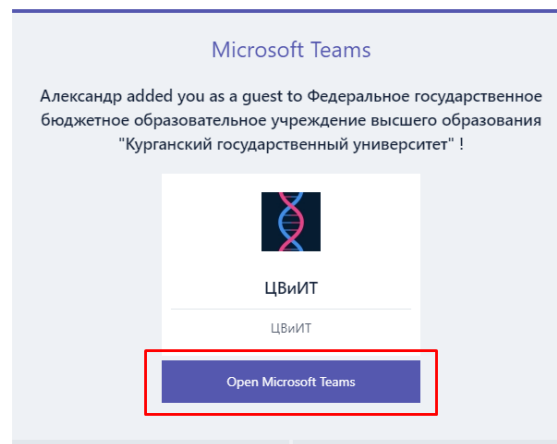 Microsoft Teams
Александр added you as a guest to Федеральное государственное
бюджетное образовательное учреждение высшего образования
"Курганский государственный университет" !
ЦВиИТ
ЦВиИТ
Open Microsoft Teams